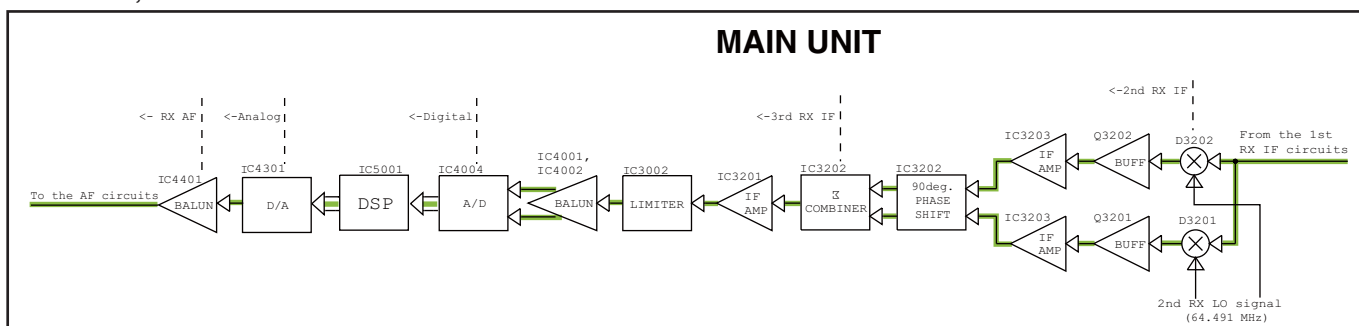 MAIN UNIT
<- RX AF
<-Analog
<-Digital
<-3rd RX IF
<-2nd RX IF
From the 1st
RX IF circuits
To the AF circuits
IC4401
BALUN
IC4301
D/A
IC5001
DSP
IC4004
A/D
IC4001,
IC4002
BALUN
IC3002
LIMITER
IC3201
IF
AMP
IC3202
Σ
COMBINER
IC3202
90deg.
PHASE
SHIFT
IC3203
IF
AMP
Q3202
BUFF
D3202
IC3203
IF
AMP
Q3201
BUFF
D3201
2nd RX LO signal
(64.491 MHz)